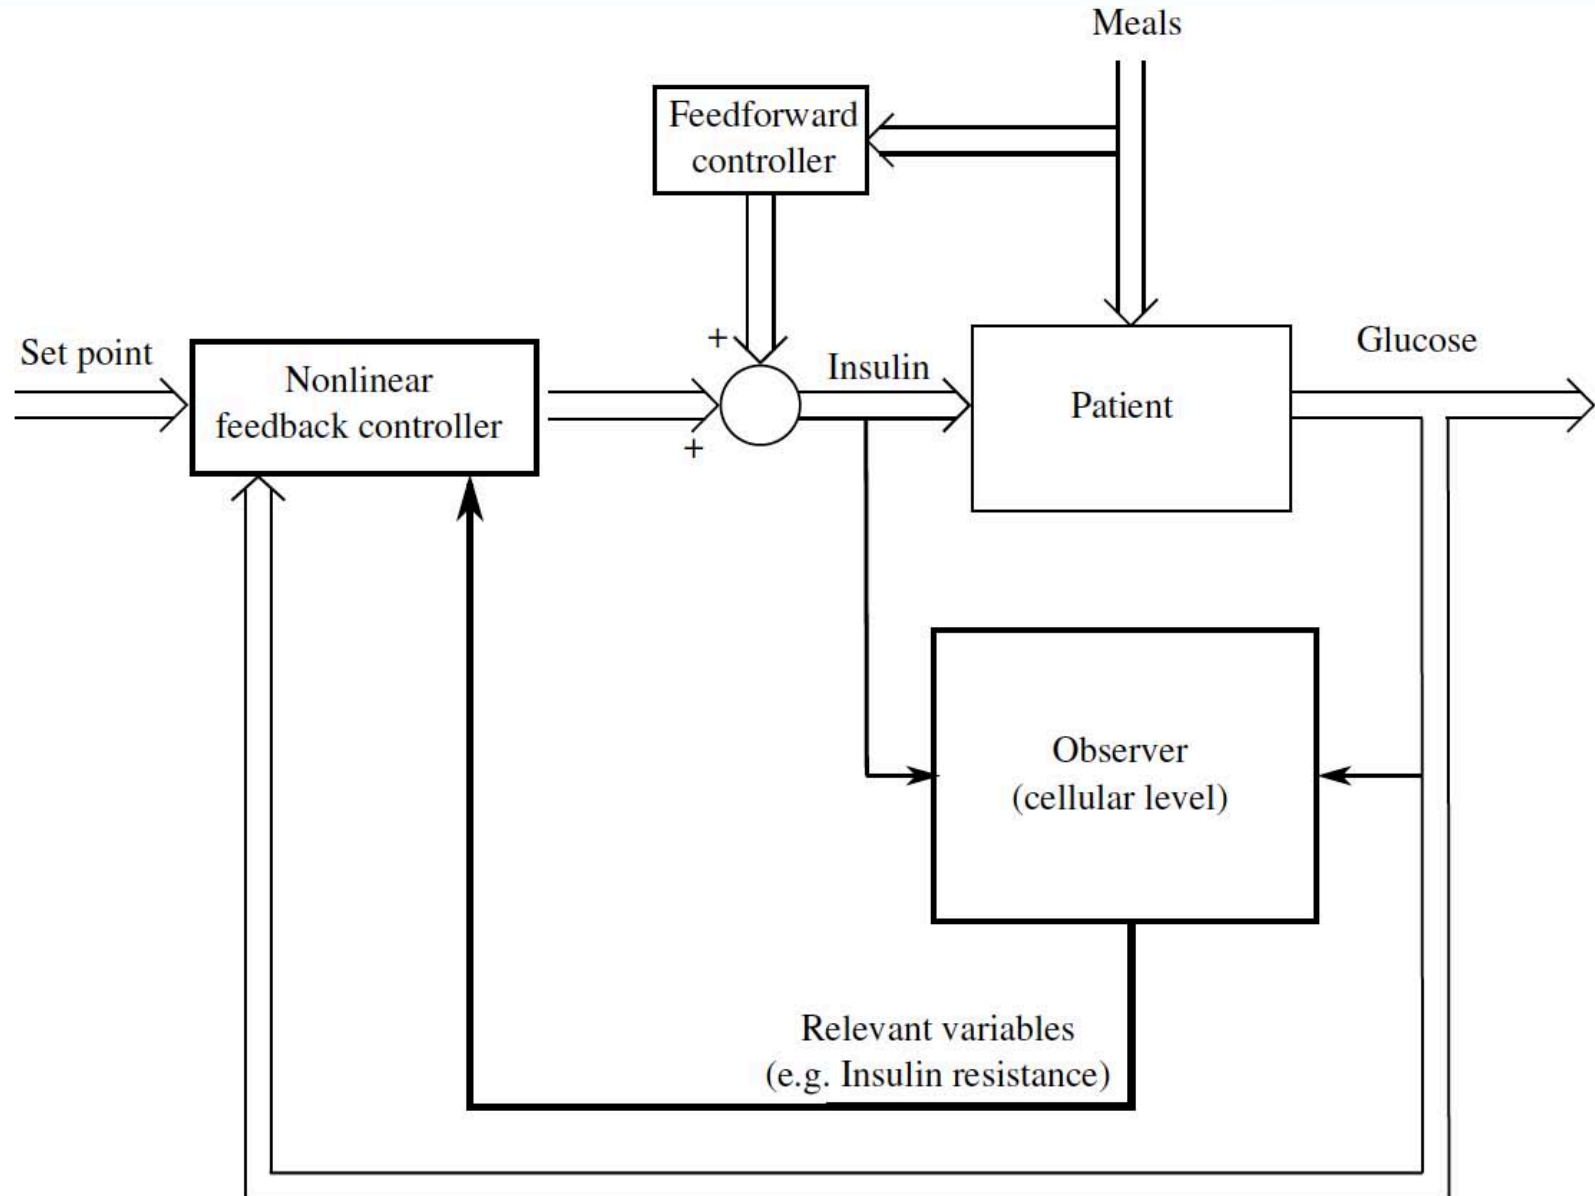 Meals
Feedforward
controller
Set point
+
Insulin
Glucose
Nonlinear
feedback controller
Patient
+
Observer
(cellular level)
Relevant variables
(e.g. Insulin resistance)